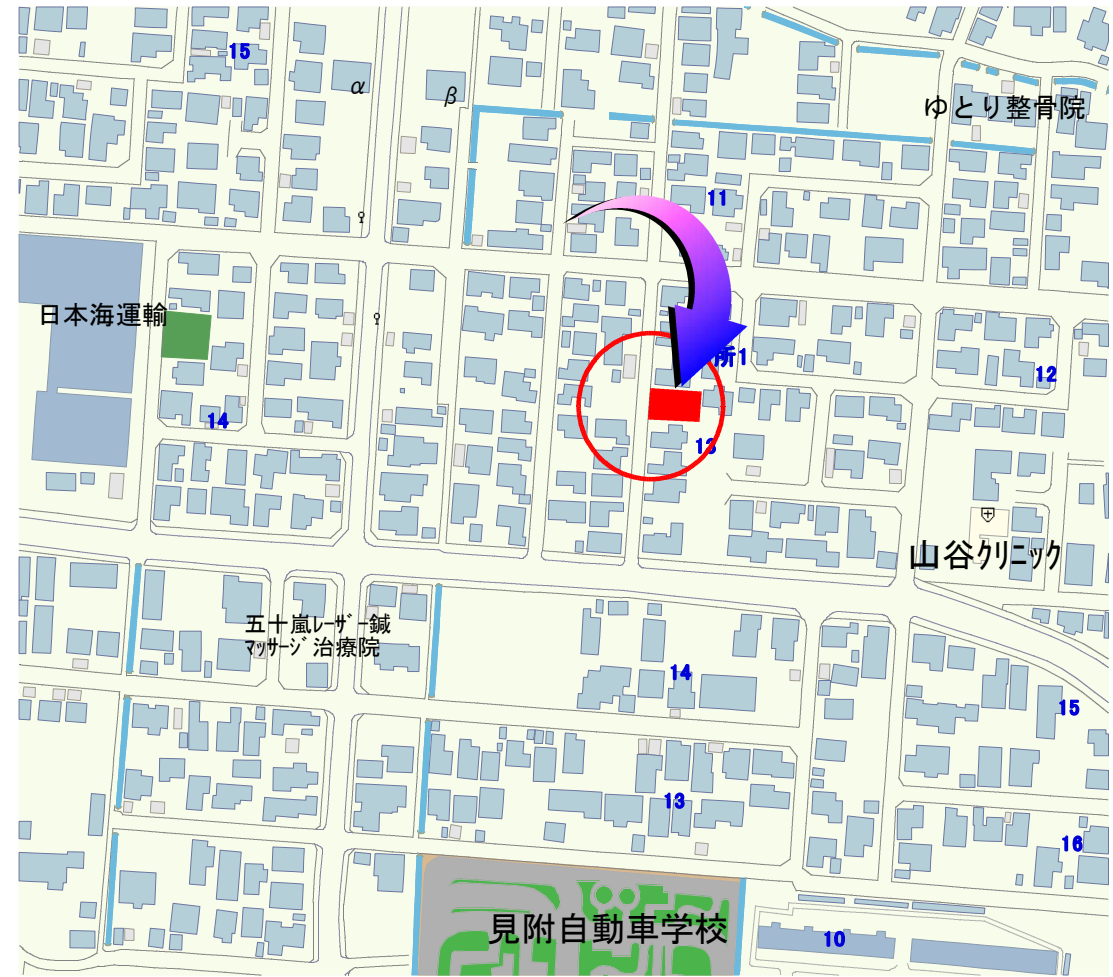 15
α
β
ゆとり整骨院
11
日本海運輸
所1
12
14
13
山谷ｸﾘﾆｯｸ
五十嵐ﾚｰｻﾞｰ鍼
ﾏｯｻｰｼﾞ治療院
14
15
13
16
見附自動車学校
10